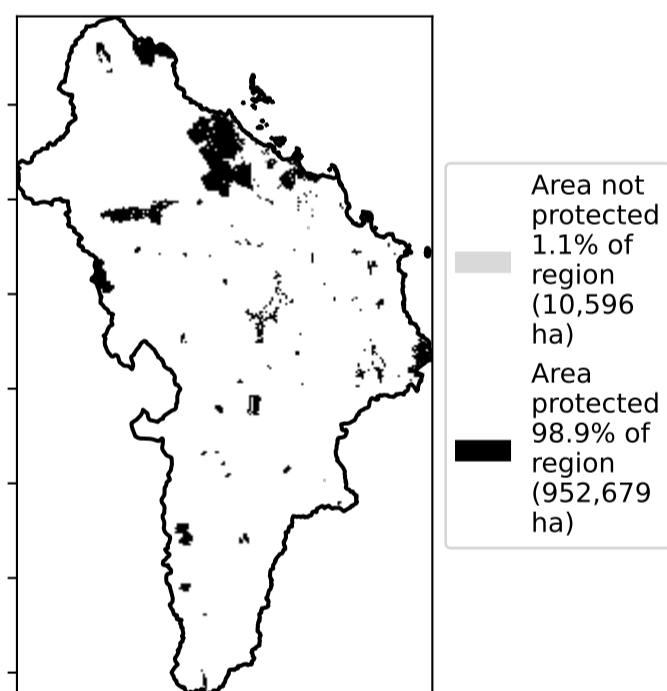 Area not
protected
1.1% of
region
(10,596
ha)
Area
protected
98.9% of
region
(952,679
ha)